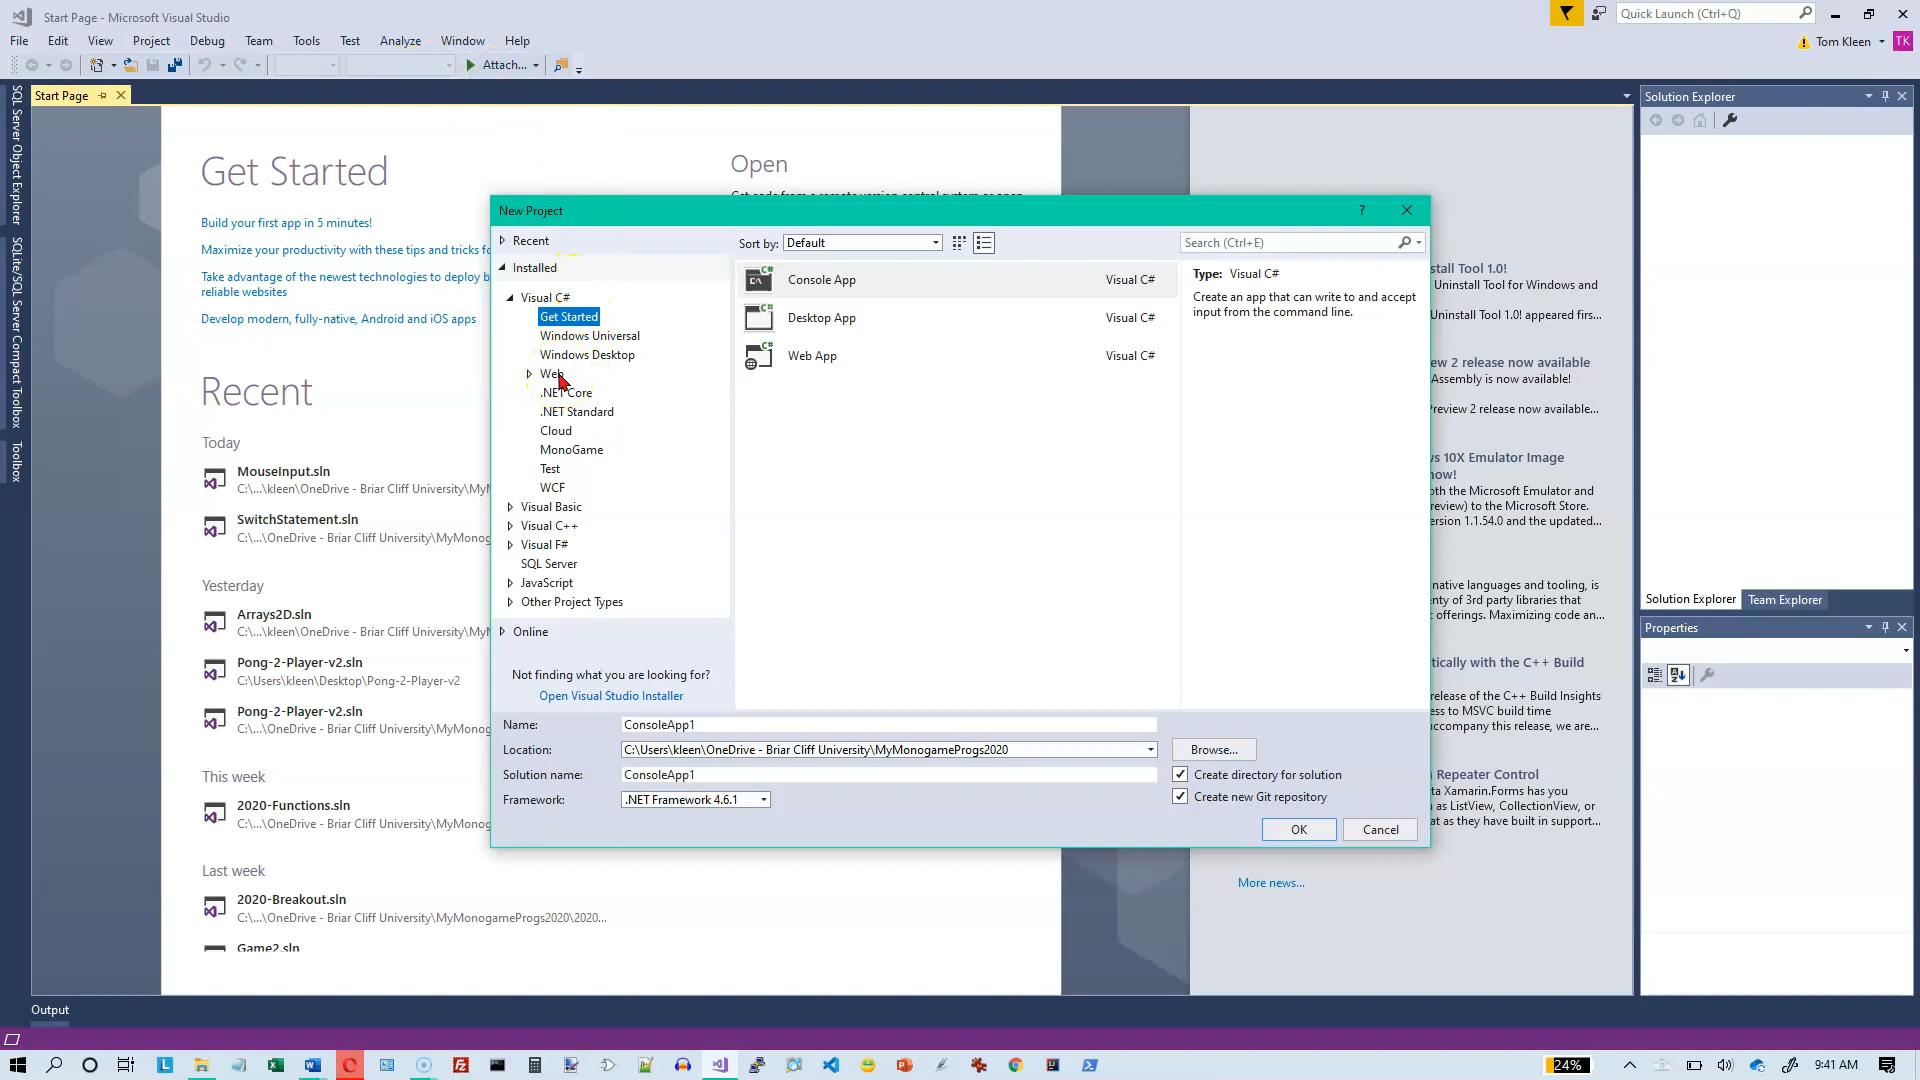 Start Page - Microsoft Visual Studio
Quick Launch (Ctrl+Q)
File Edit View Project Debug Team Tools Test Analyze Window Help
Tom Kleen
TK
Attach...
SQL Server Object Explorer
SQLite/SQL Server Compact Toolbox
Toolbox
Start Page
Get Started
Build your first app in 5 minutes!
Maximize your productivity with these tips and tricks fo
Take advantage of the newest technologies to deploy b
reliable websites
Develop modern, fully-native, Android and iOS apps
Recent
Today
MouseInput.sln
C:\...\kleen\OneDrive - Briar Cliff University\MyM
SwitchStatement.sln
C:\...\OneDrive - Briar Cliff University\MyMonog
Yesterday
Arrays2D.sln
C:\...\kleen\OneDrive - Briar Cliff University\MyM
Pong-2-Player-v2.sln
C:\Users\kleen\Desktop\Pong-2-Player-v2
Pong-2-Player-v2.sln
C:\...\OneDrive - Briar Cliff University\MyMonog
This week
2020-Functions.sln
C:\...\OneDrive - Briar Cliff University\MyMonog
Last week
2020-Breakout.sln
C:\...\OneDrive - Briar Cliff University\MyMonogameProgs2020\2020...
Game2.sln
Open
New Project
?
Recent
Installed
Visual C#
Get Started
Windows Universal
Windows Desktop
Web
.NET Core
.NET Standard
Cloud
MonoGame
Test
WCF
Visual Basic
Visual C++
Visual F#
SQL Server
JavaScript
Other Project Types
Online
Not finding what you are looking for?
Open Visual Studio Installer
Sort by: Default
Search (Ctrl+E)
Console App Visual C#
Desktop App Visual C#
Web App Visual C#
Type: Visual C#
Create an app that can write to and accept
input from the command line.
Name: ConsoleApp1
Location: C:\Users\kleen\OneDrive - Briar Cliff University\MyMonogameProgs2020
Browse...
Solution name: ConsoleApp1
Create directory for solution
Framework: .NET Framework 4.6.1
Create new Git repository
OK Cancel
stall Tool 1.0!
Uninstall Tool for Windows and
Uninstall Tool 1.0! appeared firs...
ew 2 release now available
Assembly is now available!
Preview 2 release now available...
ws 10X Emulator Image
now!
oth the Microsoft Emulator and
review) to the Microsoft Store.
ersion 1.1.54.0 and the updated...
native languages and tooling, is
enty of 3rd party libraries that
t offerings. Maximizing code an...
tically with the C++ Build
release of the C++ Build Insights
ess to MSVC build time
accompany this release, we are...
Repeater Control
ta Xamarin.Forms has you
as ListView, CollectionView, or
at as they have built in support...
More news...
Solution Explorer
Solution Explorer Team Explorer
Properties
Output
24%
9:41 AM